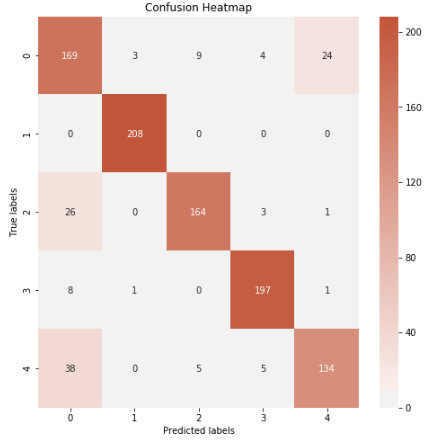 Confusion Heatmap
0 169 3 9 4 24
1 0 208 0 0 0
2 26 0 164 3 1
3 8 1 0 197 1
4 38 0 5 5 134
0 1 2 3 4
True labels
Predicted labels
200
160
120
80
40
0